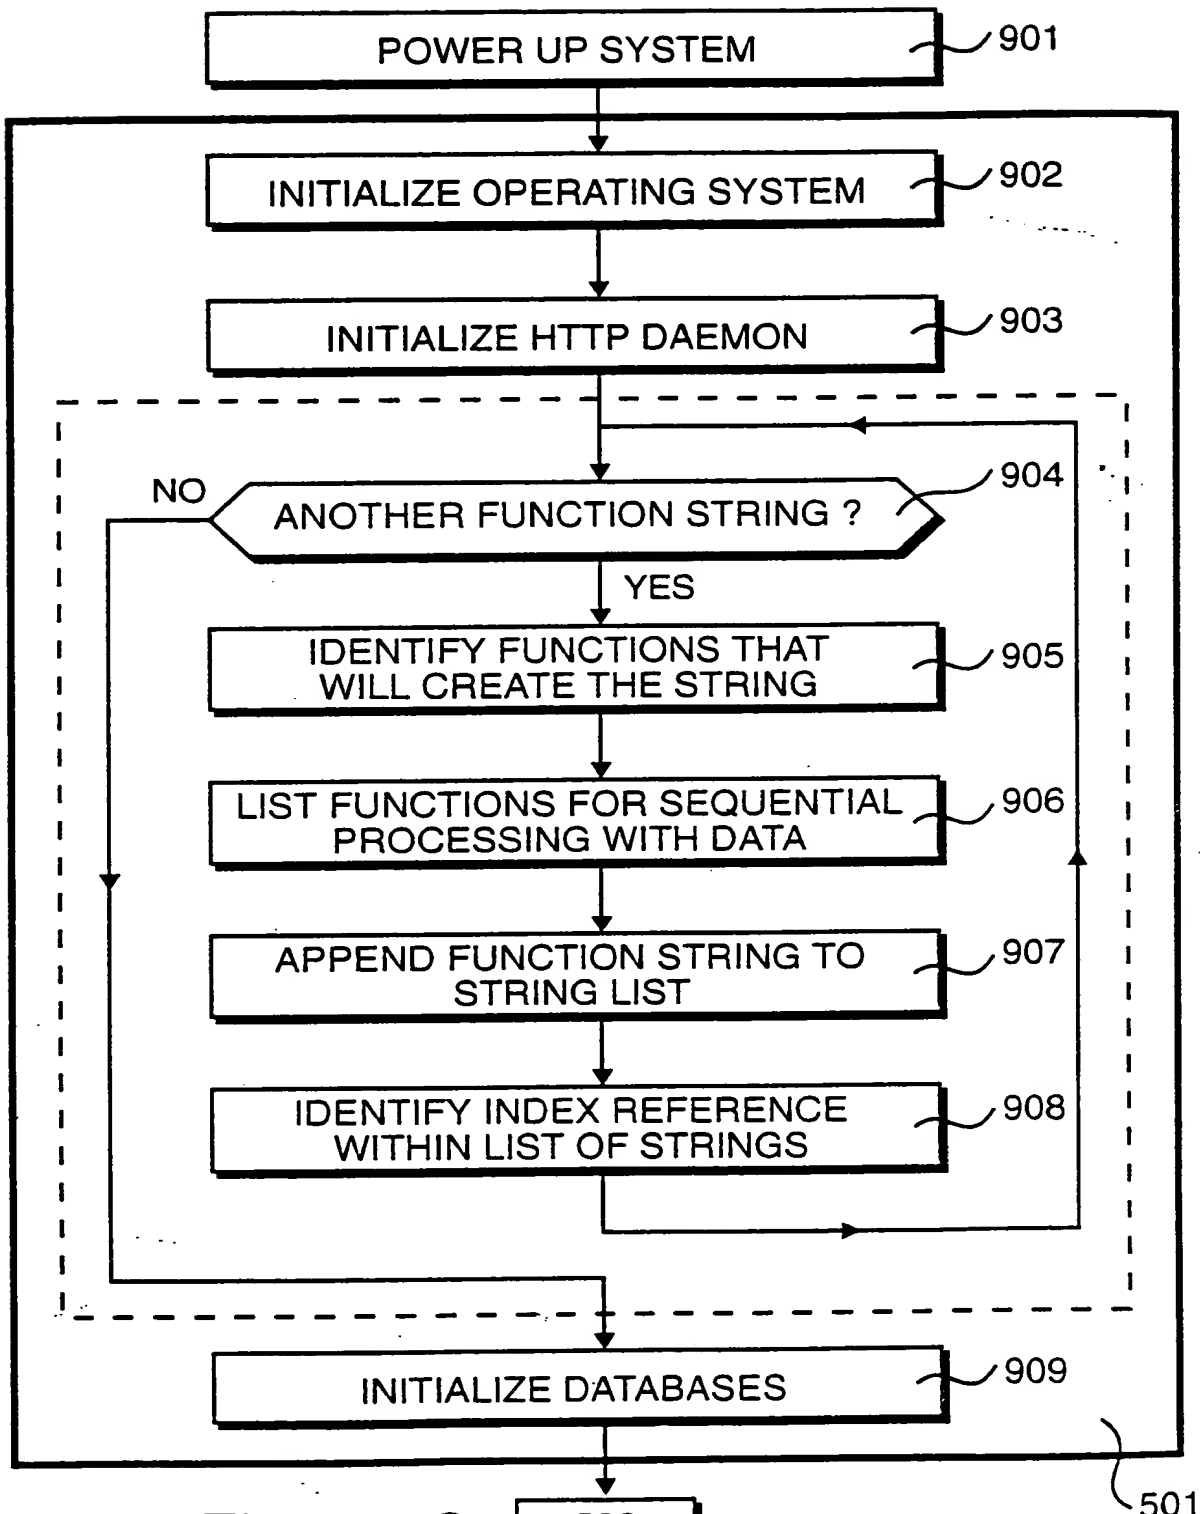 POWER UP SYSTEM
901
INITIALIZE OPERATING SYSTEM
902
INITIALIZE HTTP DAEMON
903
NO
ANOTHER FUNCTION STRING ?
904
YES
IDENTIFY FUNCTIONS THAT
WILL CREATE THE STRING
905
LIST FUNCTIONS FOR SEQUENTIAL
PROCESSING WITH DATA
906
APPEND FUNCTION STRING TO
STRING LIST
907
IDENTIFY INDEX REFERENCE
WITHIN LIST OF STRINGS
908
INITIALIZE DATABASES
909
501